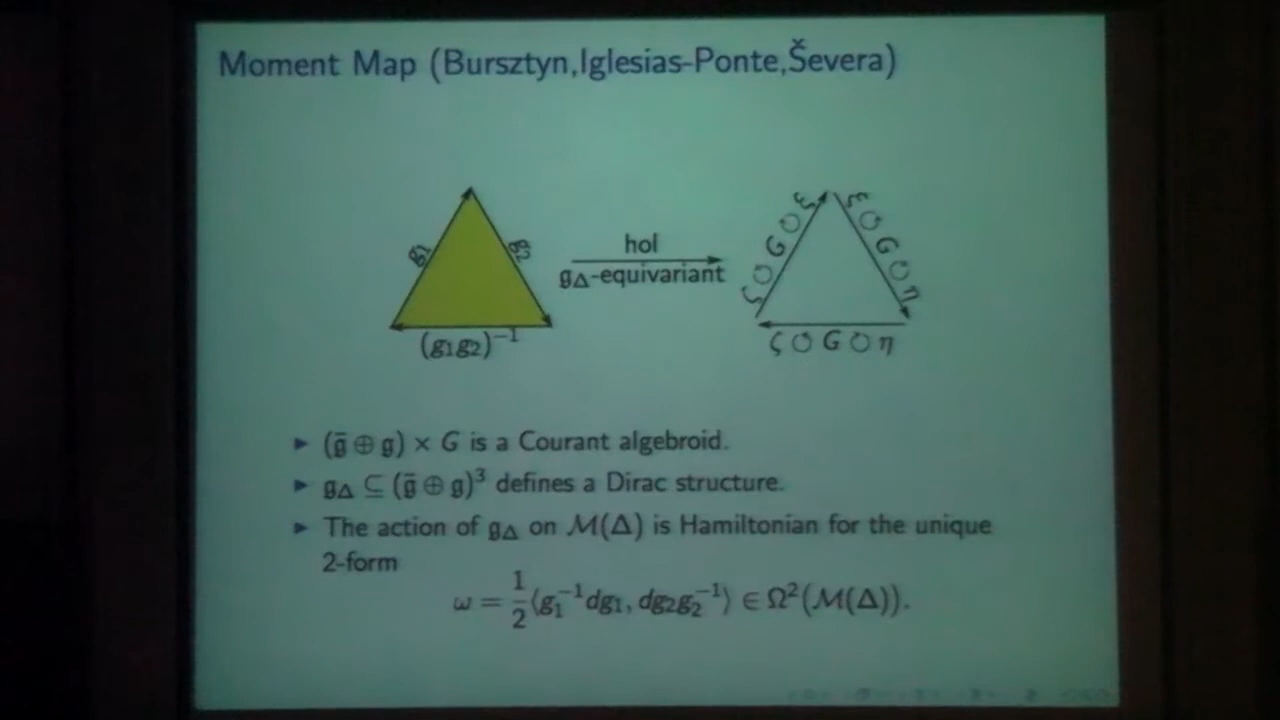 Moment Map (Bursztyn,Iglesias-Ponte,Ševera)
g₁
g₂
(g₁g₂)⁻¹
hol
𝔤_Δ-equivariant
ζ ↻ G ↻ ξ
ξ ↻ G ↻ η
ζ ↻ G ↻ η
► (𝔤̄ ⊕ 𝔤) × G is a Courant algebroid.
► 𝔤_Δ ⊆ (𝔤̄ ⊕ 𝔤)³ defines a Dirac structure.
► The action of 𝔤_Δ on ℳ(Δ) is Hamiltonian for the unique
2-form
ω = 1/2⟨g₁⁻¹dg₁, dg₂g₂⁻¹⟩ ∈ Ω²(ℳ(Δ)).